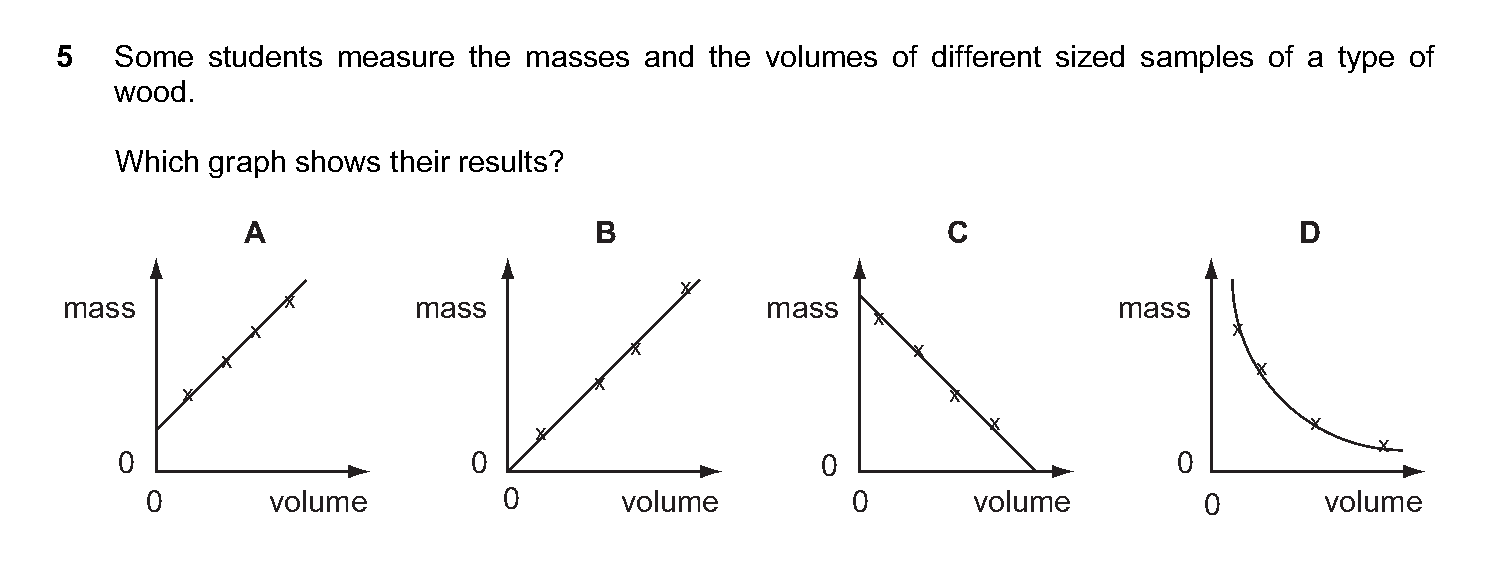 5 Some students measure the masses and the volumes of different sized samples of a type of
wood.
Which graph shows their results?
A B C D
mass mass mass mass
0 0 0 0
0 volume 0 volume 0 volume 0 volume